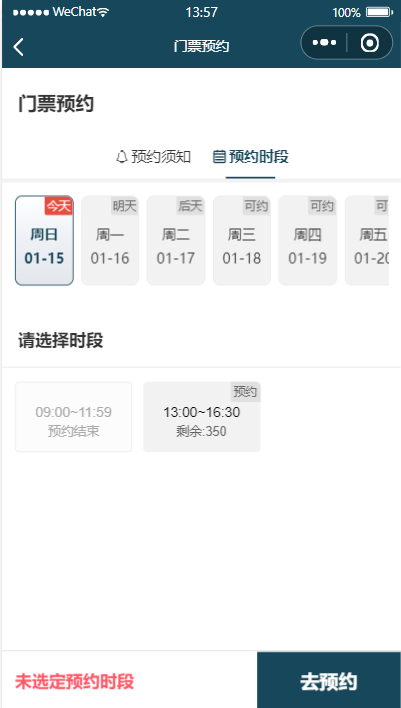 WeChat 13:57 100%
门票预约
门票预约
预约须知 预约时段
今天 明天 后天 可约 可约 可
周日 周一 周二 周三 周四 周五
01-15 01-16 01-17 01-18 01-19 01-20
请选择时段
预约
09:00~11:59 13:00~16:30
预约结束 剩余:350
未选定预约时段 去预约